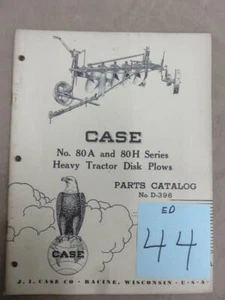 CASE
No. 80A and 80H Series
Heavy Tractor Disk Plows
PARTS CATALOG
No. D-396
ED
44
CASE
J. I. CASE CO · RACINE, WISCONSIN · U·S·A·